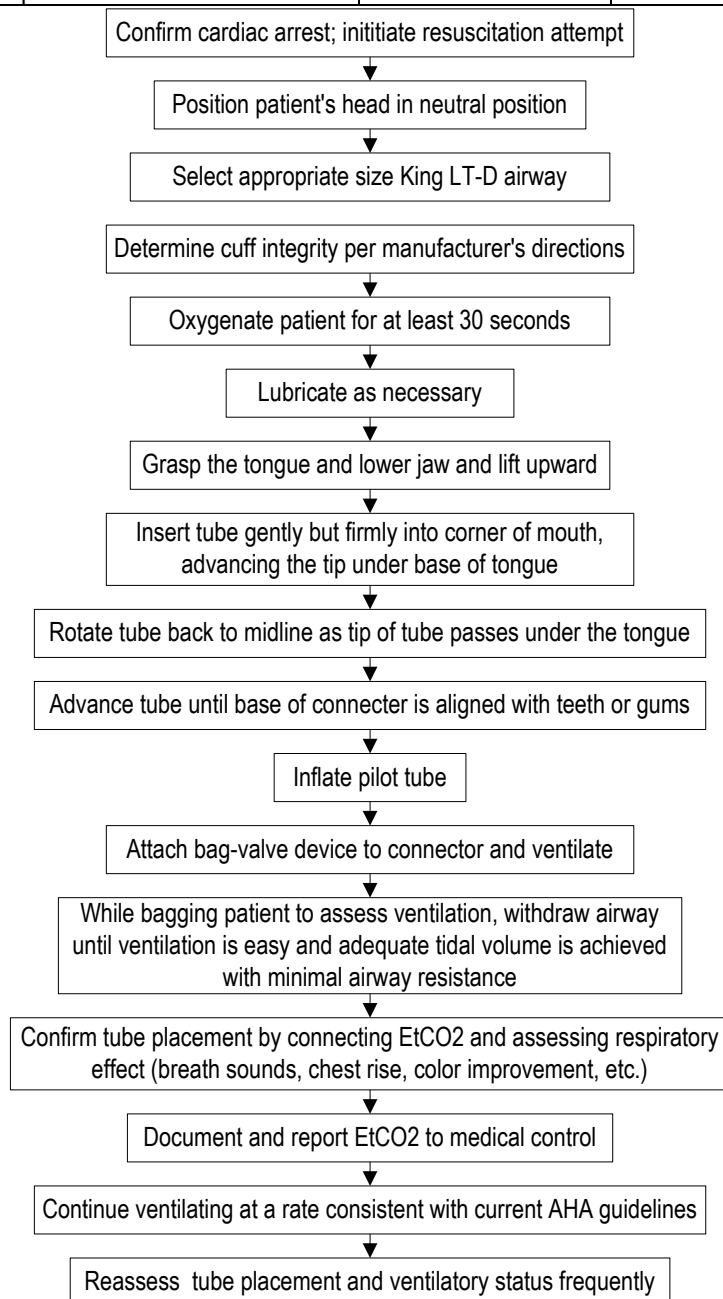 Confirm cardiac arrest; inititiate resuscitation attempt
Position patient's head in neutral position
Select appropriate size King LT-D airway
Determine cuff integrity per manufacturer's directions
Oxygenate patient for at least 30 seconds
Lubricate as necessary
Grasp the tongue and lower jaw and lift upward
Insert tube gently but firmly into corner of mouth,
advancing the tip under base of tongue
Rotate tube back to midline as tip of tube passes under the tongue
Advance tube until base of connecter is aligned with teeth or gums
Inflate pilot tube
Attach bag-valve device to connector and ventilate
While bagging patient to assess ventilation, withdraw airway
until ventilation is easy and adequate tidal volume is achieved
with minimal airway resistance
Confirm tube placement by connecting EtCO2 and assessing respiratory
effect (breath sounds, chest rise, color improvement, etc.)
Document and report EtCO2 to medical control
Continue ventilating at a rate consistent with current AHA guidelines
Reassess tube placement and ventilatory status frequently